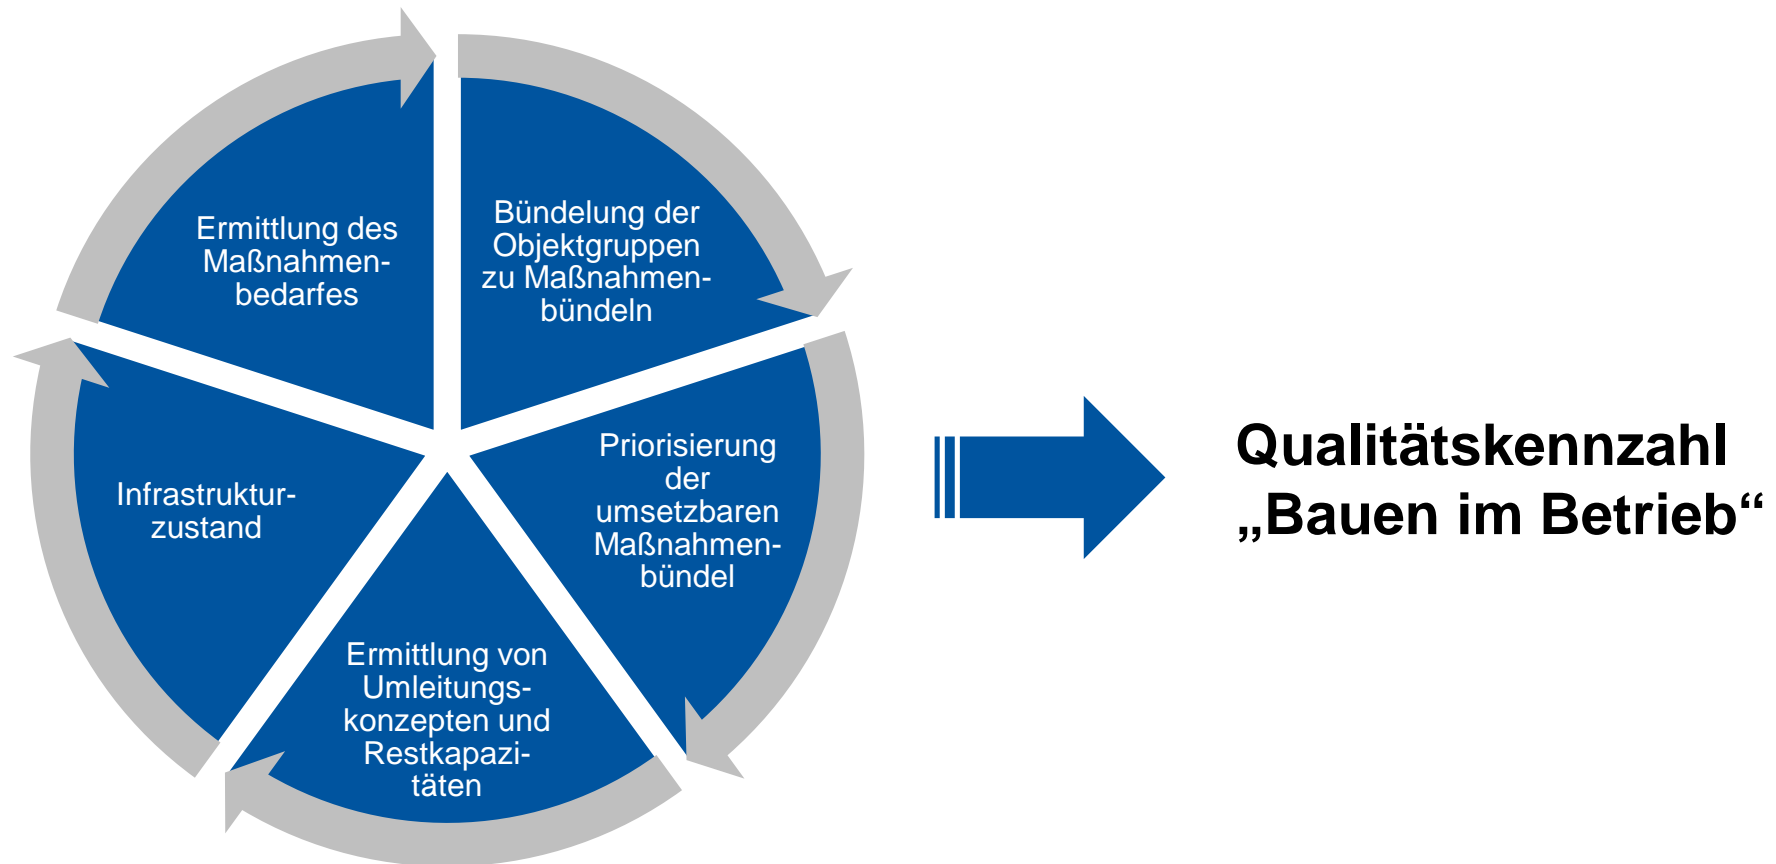 Ermittlung des
Maßnahmen-
bedarfes
Bündelung der
Objektgruppen
zu Maßnahmen-
bündeln
Priorisierung
der
umsetzbaren
Maßnahmen-
bündel
Ermittlung von
Umleitungs-
konzepten und
Restkapazi-
täten
Infrastruktur-
zustand
Qualitätskennzahl
„Bauen im Betrieb“